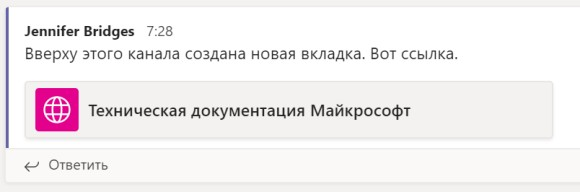 Jennifer Bridges 7:28
Вверху этого канала создана новая вкладка. Вот ссылка.
Техническая документация Майкрософт
Ответить